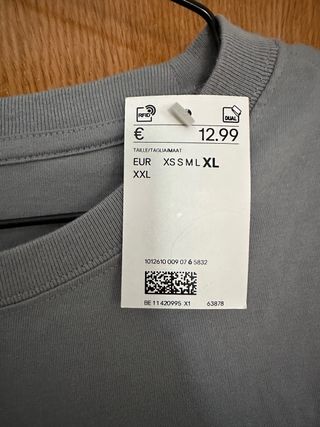 RFID DUAL
€ 12.99
TAILLE/TAGLIA/MAAT
EUR XS S M L XL
XXL
1012610 009 07 6 5832
BE 11 420995 X1 63878